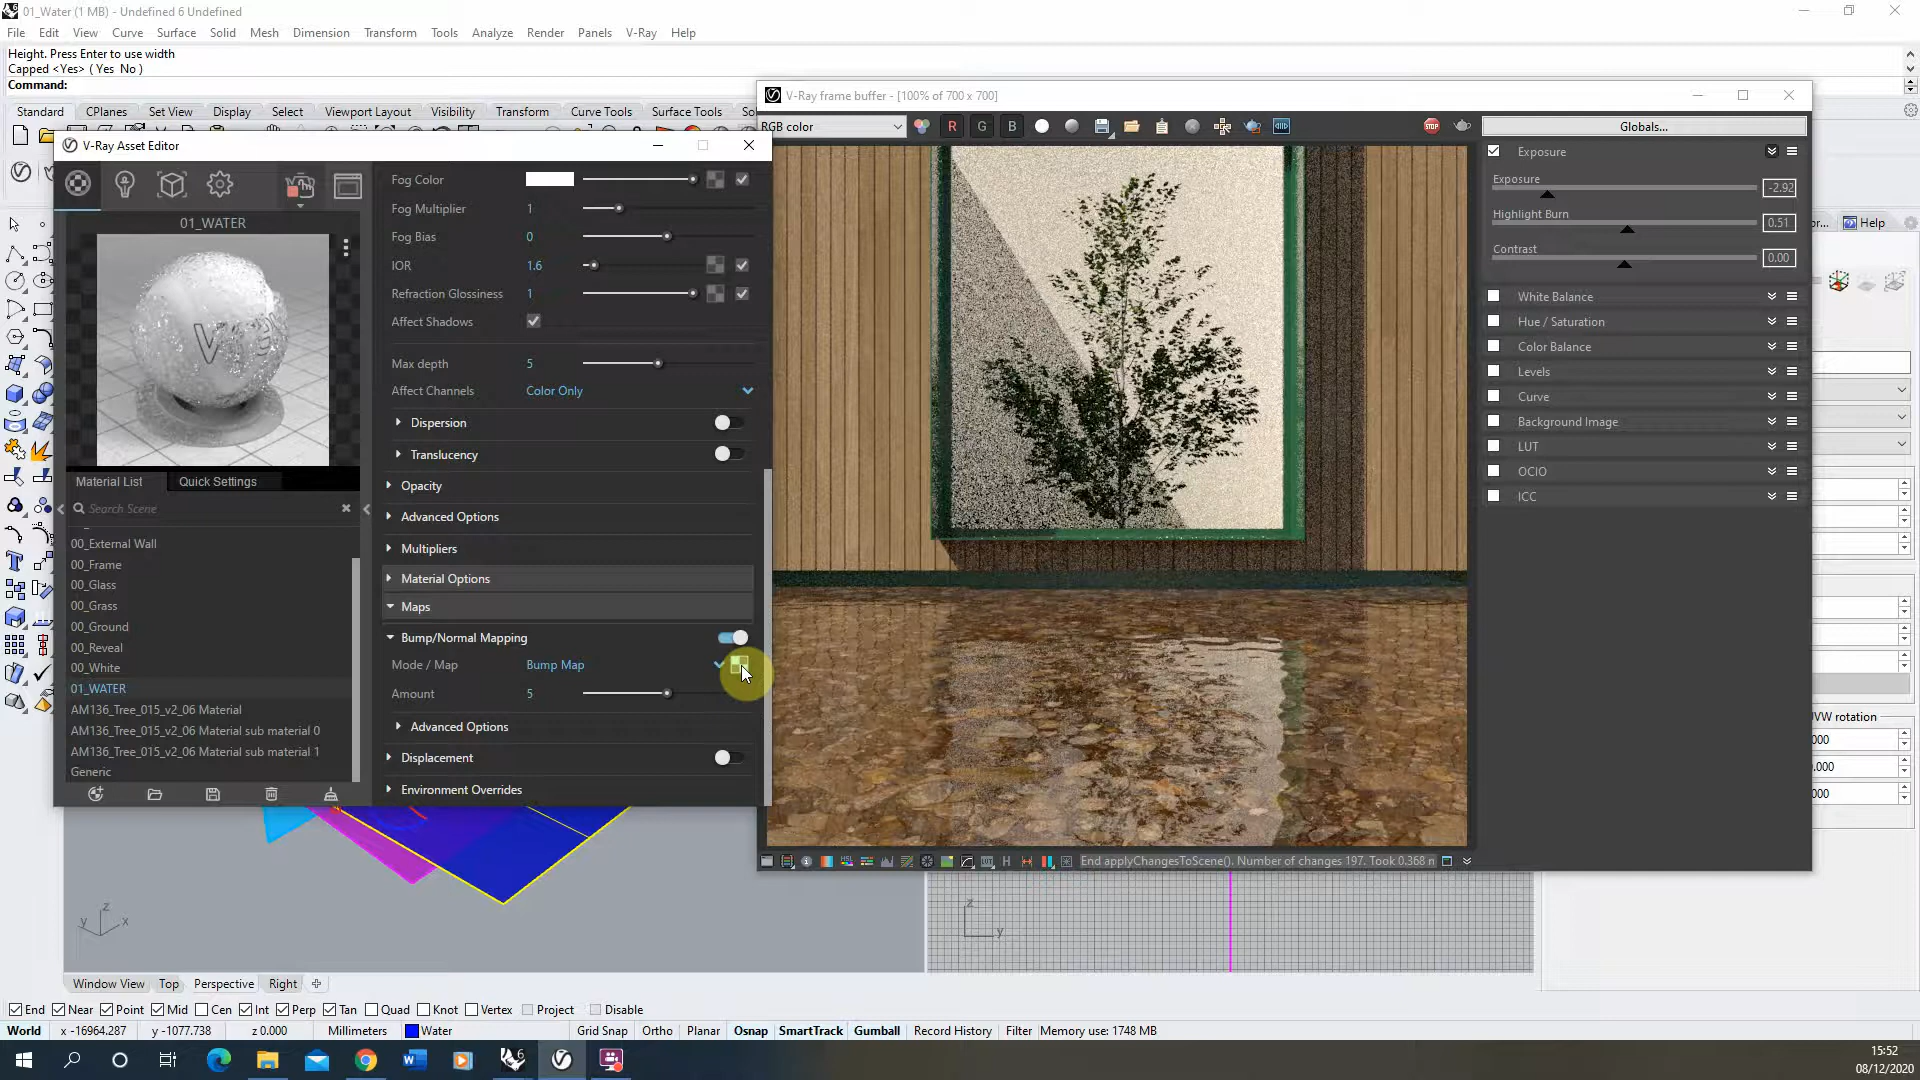 01_Water (1 MB) - Undefined 6 Undefined
File Edit View Curve Surface Solid Mesh Dimension Transform Tools Analyze Render Panels V-Ray Help
Height. Press Enter to use width
Capped <Yes> ( Yes No )
Command:
Standard CPlanes Set View Display Select Viewport Layout Visibility Transform Curve Tools Surface Tools
V-Ray frame buffer - [100% of 700 x 700]
RGB color R G B
Globals...
V-Ray Asset Editor
01_WATER
Material List Quick Settings
Search Scene
00_External Wall
00_Frame
00_Glass
00_Grass
00_Ground
00_Reveal
00_White
01_WATER
AM136_Tree_015_v2_06 Material
AM136_Tree_015_v2_06 Material sub material 0
AM136_Tree_015_v2_06 Material sub material 1
Generic
Fog Color
Fog Multiplier 1
Fog Bias 0
IOR 1.6
Refraction Glossiness 1
Affect Shadows
Max depth 5
Affect Channels Color Only
Dispersion
Translucency
Opacity
Advanced Options
Multipliers
Material Options
Maps
Bump/Normal Mapping
Mode / Map Bump Map
Amount 5
Advanced Options
Displacement
Environment Overrides
Exposure
Exposure -2.92
Highlight Burn 0.51
Contrast 0.00
White Balance
Hue / Saturation
Color Balance
Levels
Curve
Background Image
LUT
OCIO
ICC
Help
End applyChangesToScene(). Number of changes 197. Took 0.368 
z
y x
z
y
Window View Top Perspective Right
End Near Point Mid Cen Int Perp Tan Quad Knot Vertex Project Disable
World x -16964.287 y -1077.738 z 0.000 Millimeters Water Grid Snap Ortho Planar Osnap SmartTrack Gumball Record History Filter Memory use: 1748 MB
15:52
08/12/2020